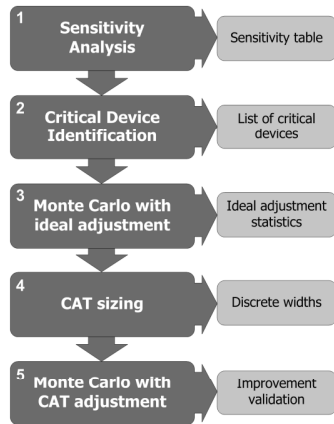 1
Sensitivity
Analysis
Sensitivity table
2
Critical Device
Identification
List of critical
devices
3
Monte Carlo with
ideal adjustment
Ideal adjustment
statistics
4
CAT sizing
Discrete widths
5
Monte Carlo with
CAT adjustment
Improvement
validation